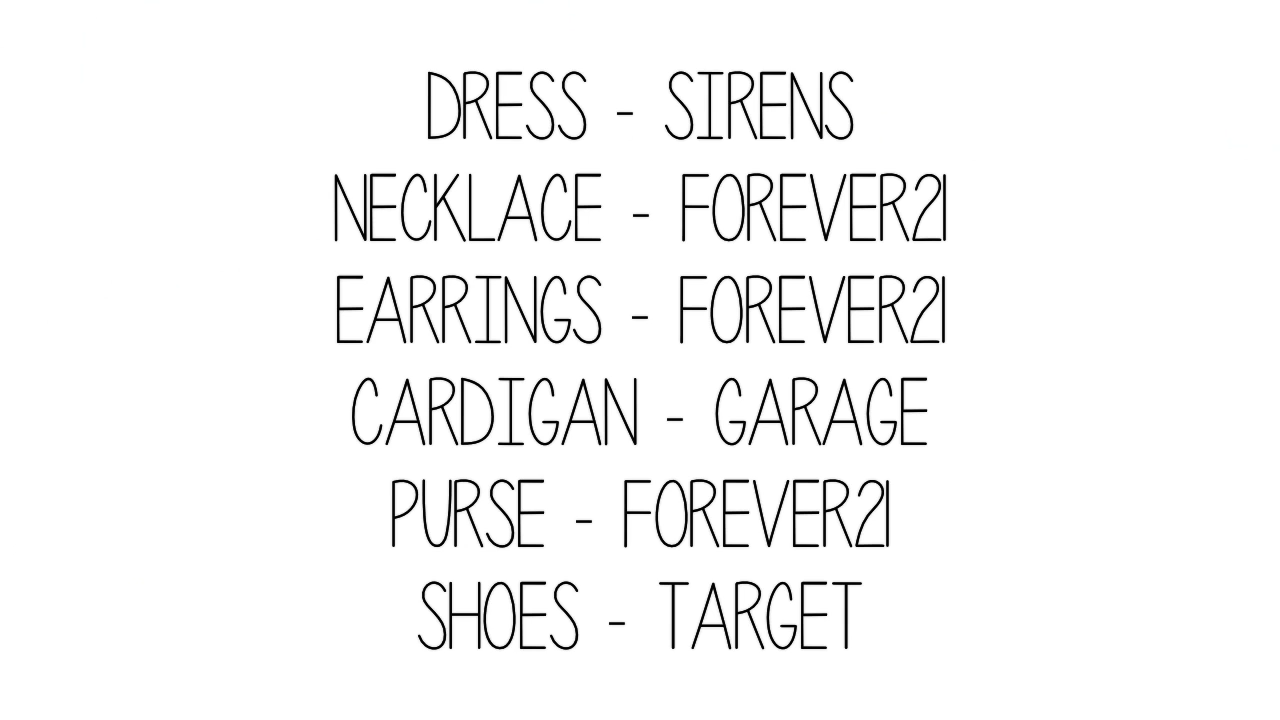 DRESS - SIRENS
NECKLACE - FOREVER21
EARRINGS - FOREVER21
CARDIGAN - GARAGE
PURSE - FOREVER21
SHOES - TARGET